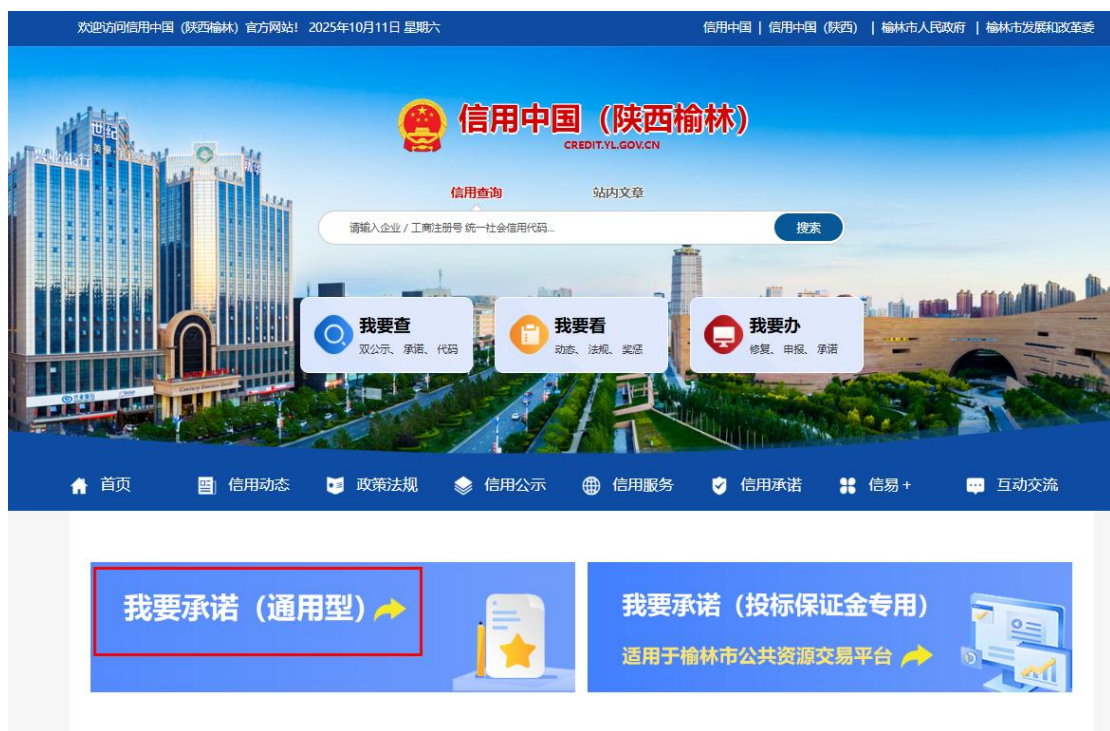 欢迎访问信用中国（陕西榆林）官方网站! 2025年10月11日 星期六
信用中国 | 信用中国（陕西） | 榆林市人民政府 | 榆林市发展和改革委
信用中国（陕西榆林）
CREDIT.YL.GOV.CN
信用查询 站内文章
请输入企业 / 工商注册号 统一社会信用代码...
搜索
我要查
双公示、承诺、代码
我要看
动态、法规、奖惩
我要办
修复、申报、承诺
世纪
Century Essence Hotel
首页 信用动态 政策法规 信用公示 信用服务 信用承诺 信易+ 互动交流
我要承诺（通用型）
我要承诺（投标保证金专用）
适用于榆林市公共资源交易平台